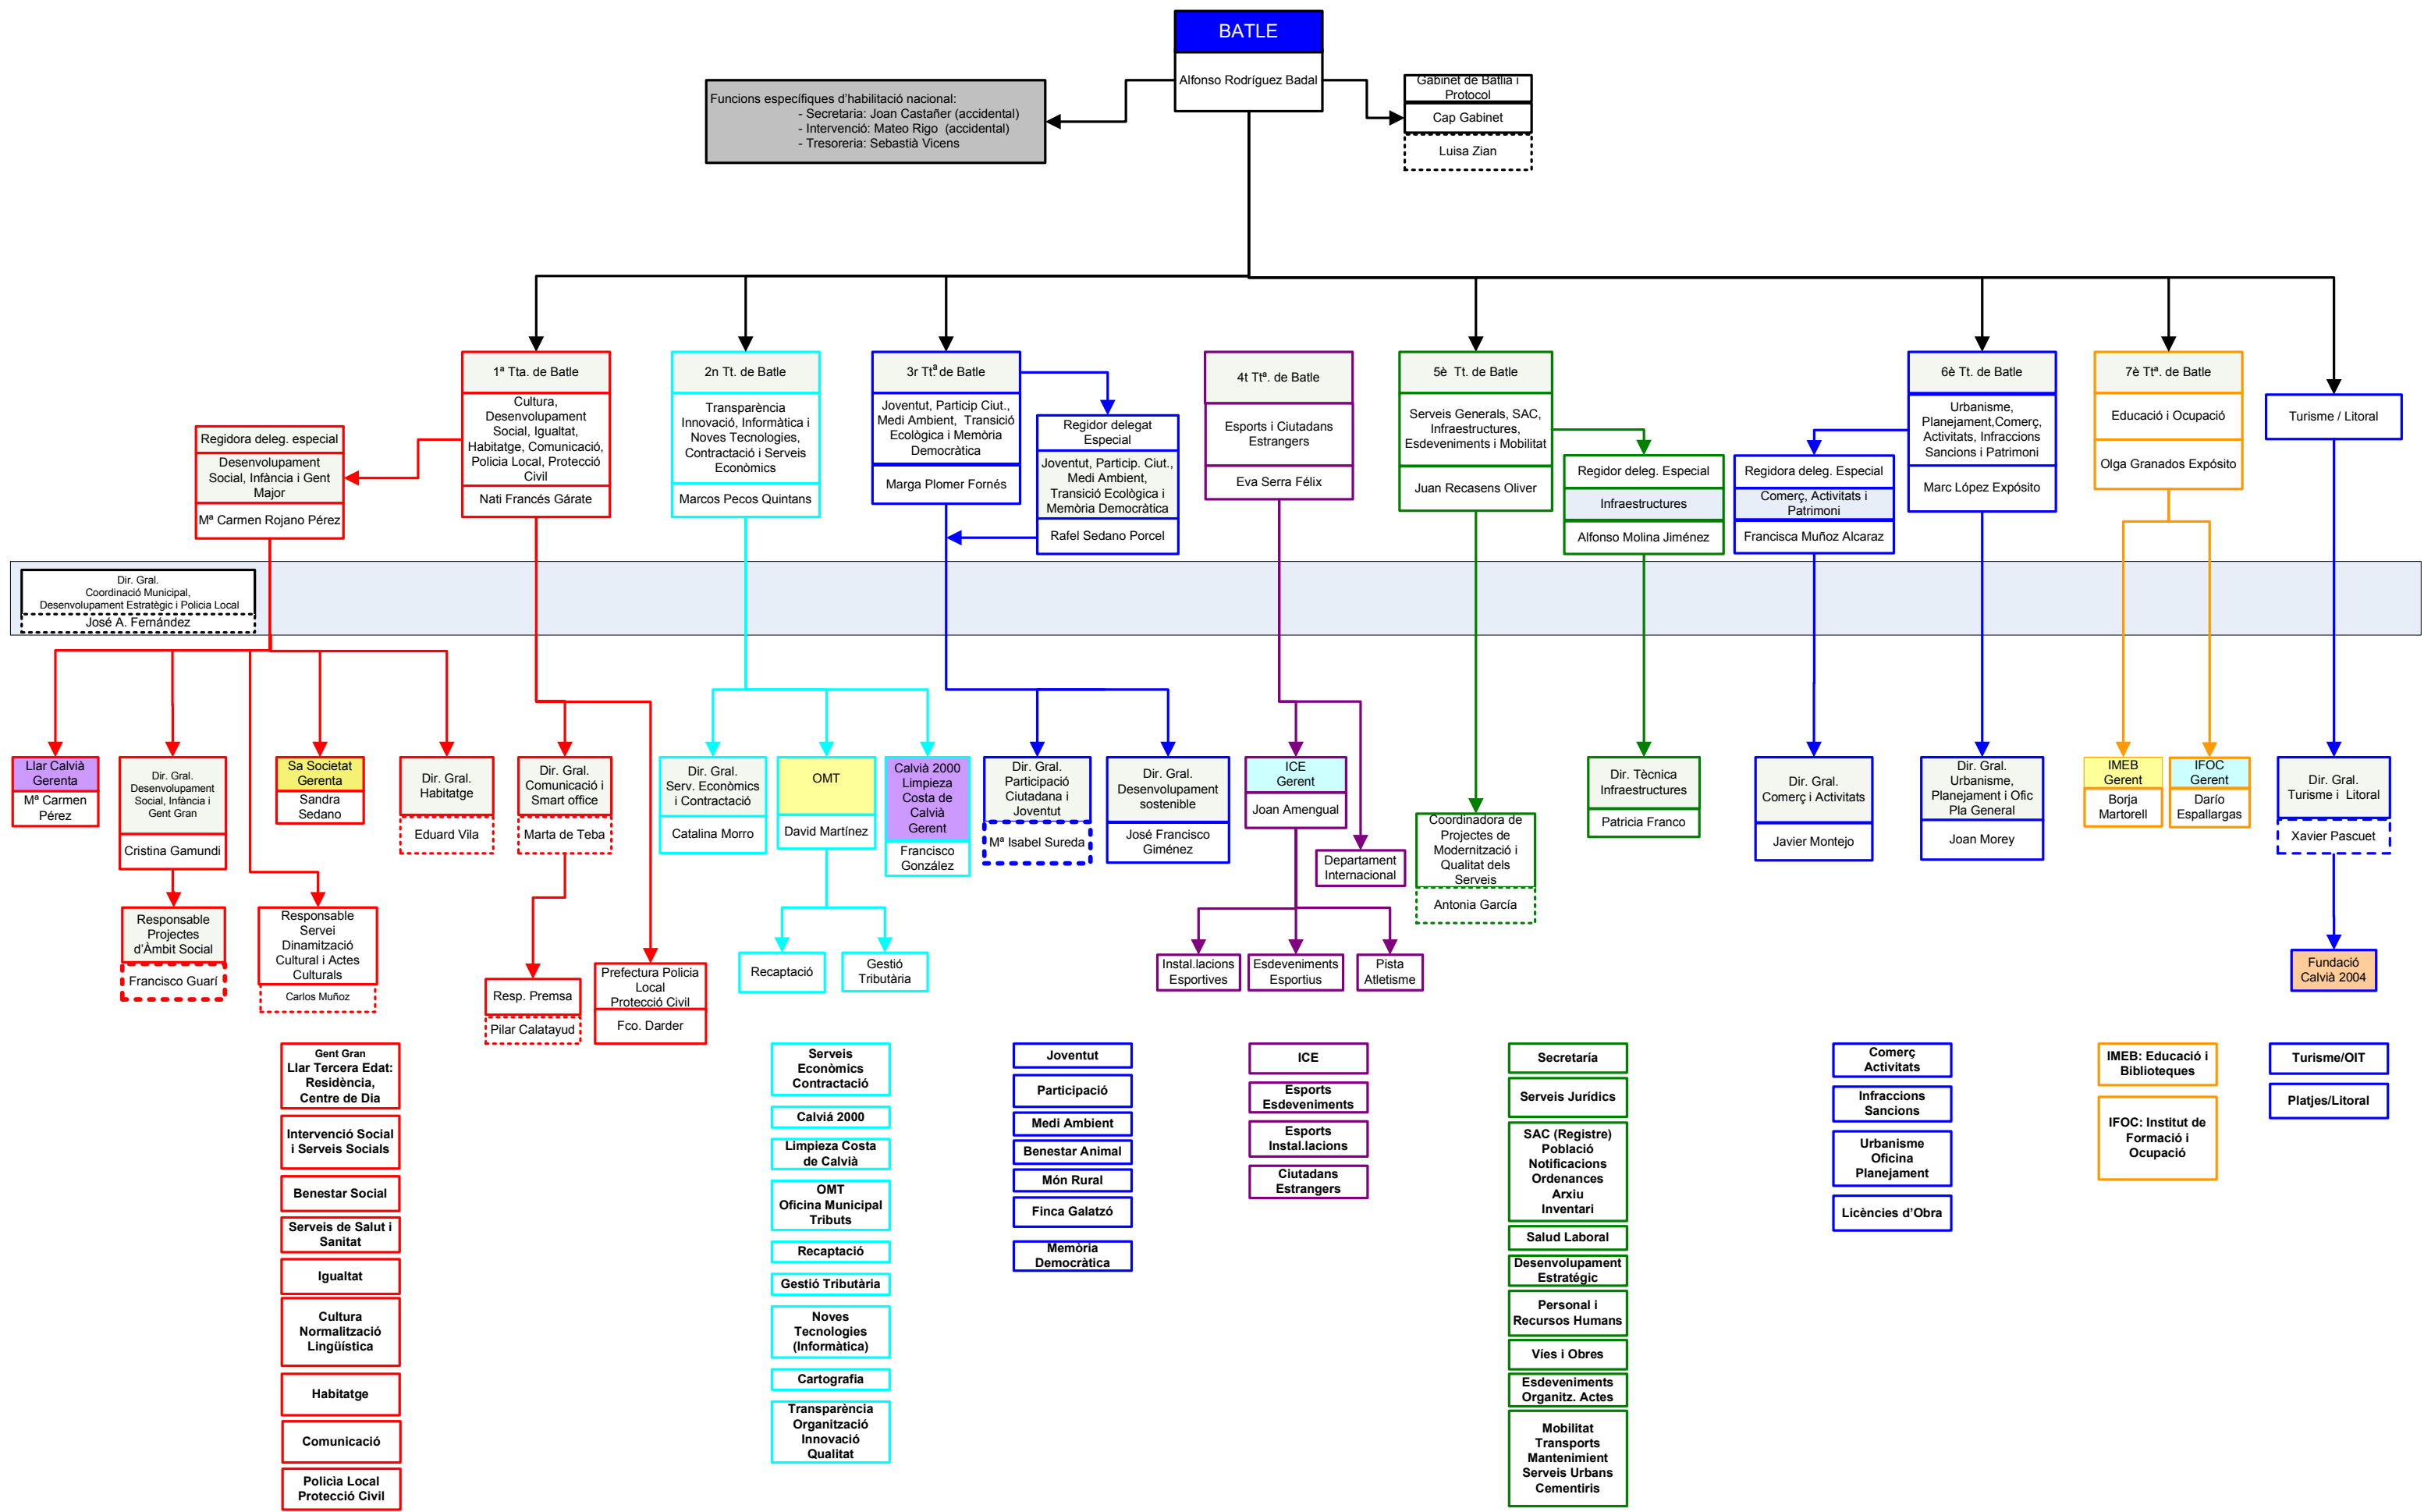 BATLE
Alfonso Rodríguez Badal
Funcions específiques d'habilitació nacional:
- Secretaria: Joan Castañer (accidental)
- Intervenció: Mateo Rigo (accidental)
- Tresoreria: Sebastià Vicens
Gabinet de Batlia i
Protocol
Cap Gabinet
Luisa Zian
1ª Tta. de Batle
Cultura,
Desenvolupament
Social, Igualtat,
Habitatge, Comunicació,
Policia Local, Protecció
Civil
Nati Francés Gárate
Regidora deleg. especial
Desenvolupament
Social, Infància i Gent
Major
Mª Carmen Rojano Pérez
2n Tt. de Batle
Transparència
Innovació, Informàtica i
Noves Tecnologies,
Contractació i Serveis
Econòmics
Marcos Pecos Quintans
3r Ttª de Batle
Joventut, Particip Ciut.,
Medi Ambient, Transició
Ecològica i Memòria
Democràtica
Marga Plomer Fornés
Regidor delegat
Especial
Joventut, Particip. Ciut.,
Medi Ambient,
Transició Ecològica i
Memòria Democràtica
Rafel Sedano Porcel
4t Ttª. de Batle
Esports i Ciutadans
Estrangers
Eva Serra Félix
5è Tt. de Batle
Serveis Generals, SAC,
Infraestructures,
Esdeveniments i Mobilitat
Juan Recasens Oliver
Regidor deleg. Especial
Infraestructures
Alfonso Molina Jiménez
Regidora deleg. Especial
Comerç, Activitats i
Patrimoni
Francisca Muñoz Alcaraz
6è Tt. de Batle
Urbanisme,
Planejament,Comerç,
Activitats, Infraccions
Sancions i Patrimoni
Marc López Expósito
7è Ttª. de Batle
Educació i Ocupació
Olga Granados Expósito
Turisme / Litoral
Dir. Gral.
Coordinació Municipal,
Desenvolupament Estratègic i Policia Local
José A. Fernández
Llar Calvià
Gerenta
Mª Carmen
Pérez
Dir. Gral.
Desenvolupament
Social, Infància i
Gent Gran
Cristina Gamundi
Sa Societat
Gerenta
Sandra
Sedano
Dir. Gral.
Habitatge
Eduard Vila
Dir. Gral.
Comunicació i
Smart office
Marta de Teba
Dir. Gral.
Serv. Econòmics
i Contractació
Catalina Morro
OMT
David Martínez
Calvià 2000
Limpieza
Costa de
Calvià
Gerent
Francisco
González
Dir. Gral.
Participació
Ciutadana i
Joventut
Mª Isabel Sureda
Dir. Gral.
Desenvolupament
sostenible
José Francisco
Giménez
ICE
Gerent
Joan Amengual
Departament
Internacional
Coordinadora de
Projectes de
Modernització i
Qualitat dels
Serveis
Antonia García
Dir. Tècnica
Infraestructures
Patricia Franco
Dir. Gral.
Comerç i Activitats
Javier Montejo
Dir. Gral.
Urbanisme,
Planejament i Ofic
Pla General
Joan Morey
IMEB
Gerent
Borja
Martorell
IFOC
Gerent
Darío
Espallargas
Dir. Gral.
Turisme i Litoral
Xavier Pascuet
Responsable
Projectes
d'Àmbit Social
Francisco Guarí
Responsable
Servei
Dinamització
Cultural i Actes
Culturals
Carlos Muñoz
Resp. Premsa
Pilar Calatayud
Prefectura Policia
Local
Protecció Civil
Fco. Darder
Recaptació
Gestió
Tributària
Instal.lacions
Esportives
Esdeveniments
Esportius
Pista
Atletisme
Fundació
Calvià 2004
Gent Gran
Llar Tercera Edat:
Residència,
Centre de Dia
Intervenció Social
i Serveis Socials
Benestar Social
Serveis de Salut i
Sanitat
Igualtat
Cultura
Normalització
Lingüística
Habitatge
Comunicació
Policìa Local
Protecció Civil
Serveis
Econòmics
Contractació
Calviá 2000
Limpieza Costa
de Calvià
OMT
Oficina Municipal
Tributs
Recaptació
Gestió Tributària
Noves
Tecnologies
(Informàtica)
Cartografia
Transparència
Organització
Innovació
Qualitat
Joventut
Participació
Medi Ambient
Benestar Animal
Món Rural
Finca Galatzó
Memòria
Democràtica
ICE
Esports
Esdeveniments
Esports
Instal.lacions
Ciutadans
Estrangers
Secretaría
Serveis Jurídics
SAC (Registre)
Població
Notificacions
Ordenances
Arxiu
Inventari
Salud Laboral
Desenvolupament
Estratégic
Personal i
Recursos Humans
Víes i Obres
Esdeveniments
Organitz. Actes
Mobilitat
Transports
Mantenimient
Serveis Urbans
Cementiris
Comerç
Activitats
Infraccions
Sancions
Urbanisme
Oficina
Planejament
Licències d'Obra
IMEB: Educació i
Biblioteques
IFOC: Institut de
Formació i
Ocupació
Turisme/OIT
Platjes/Litoral